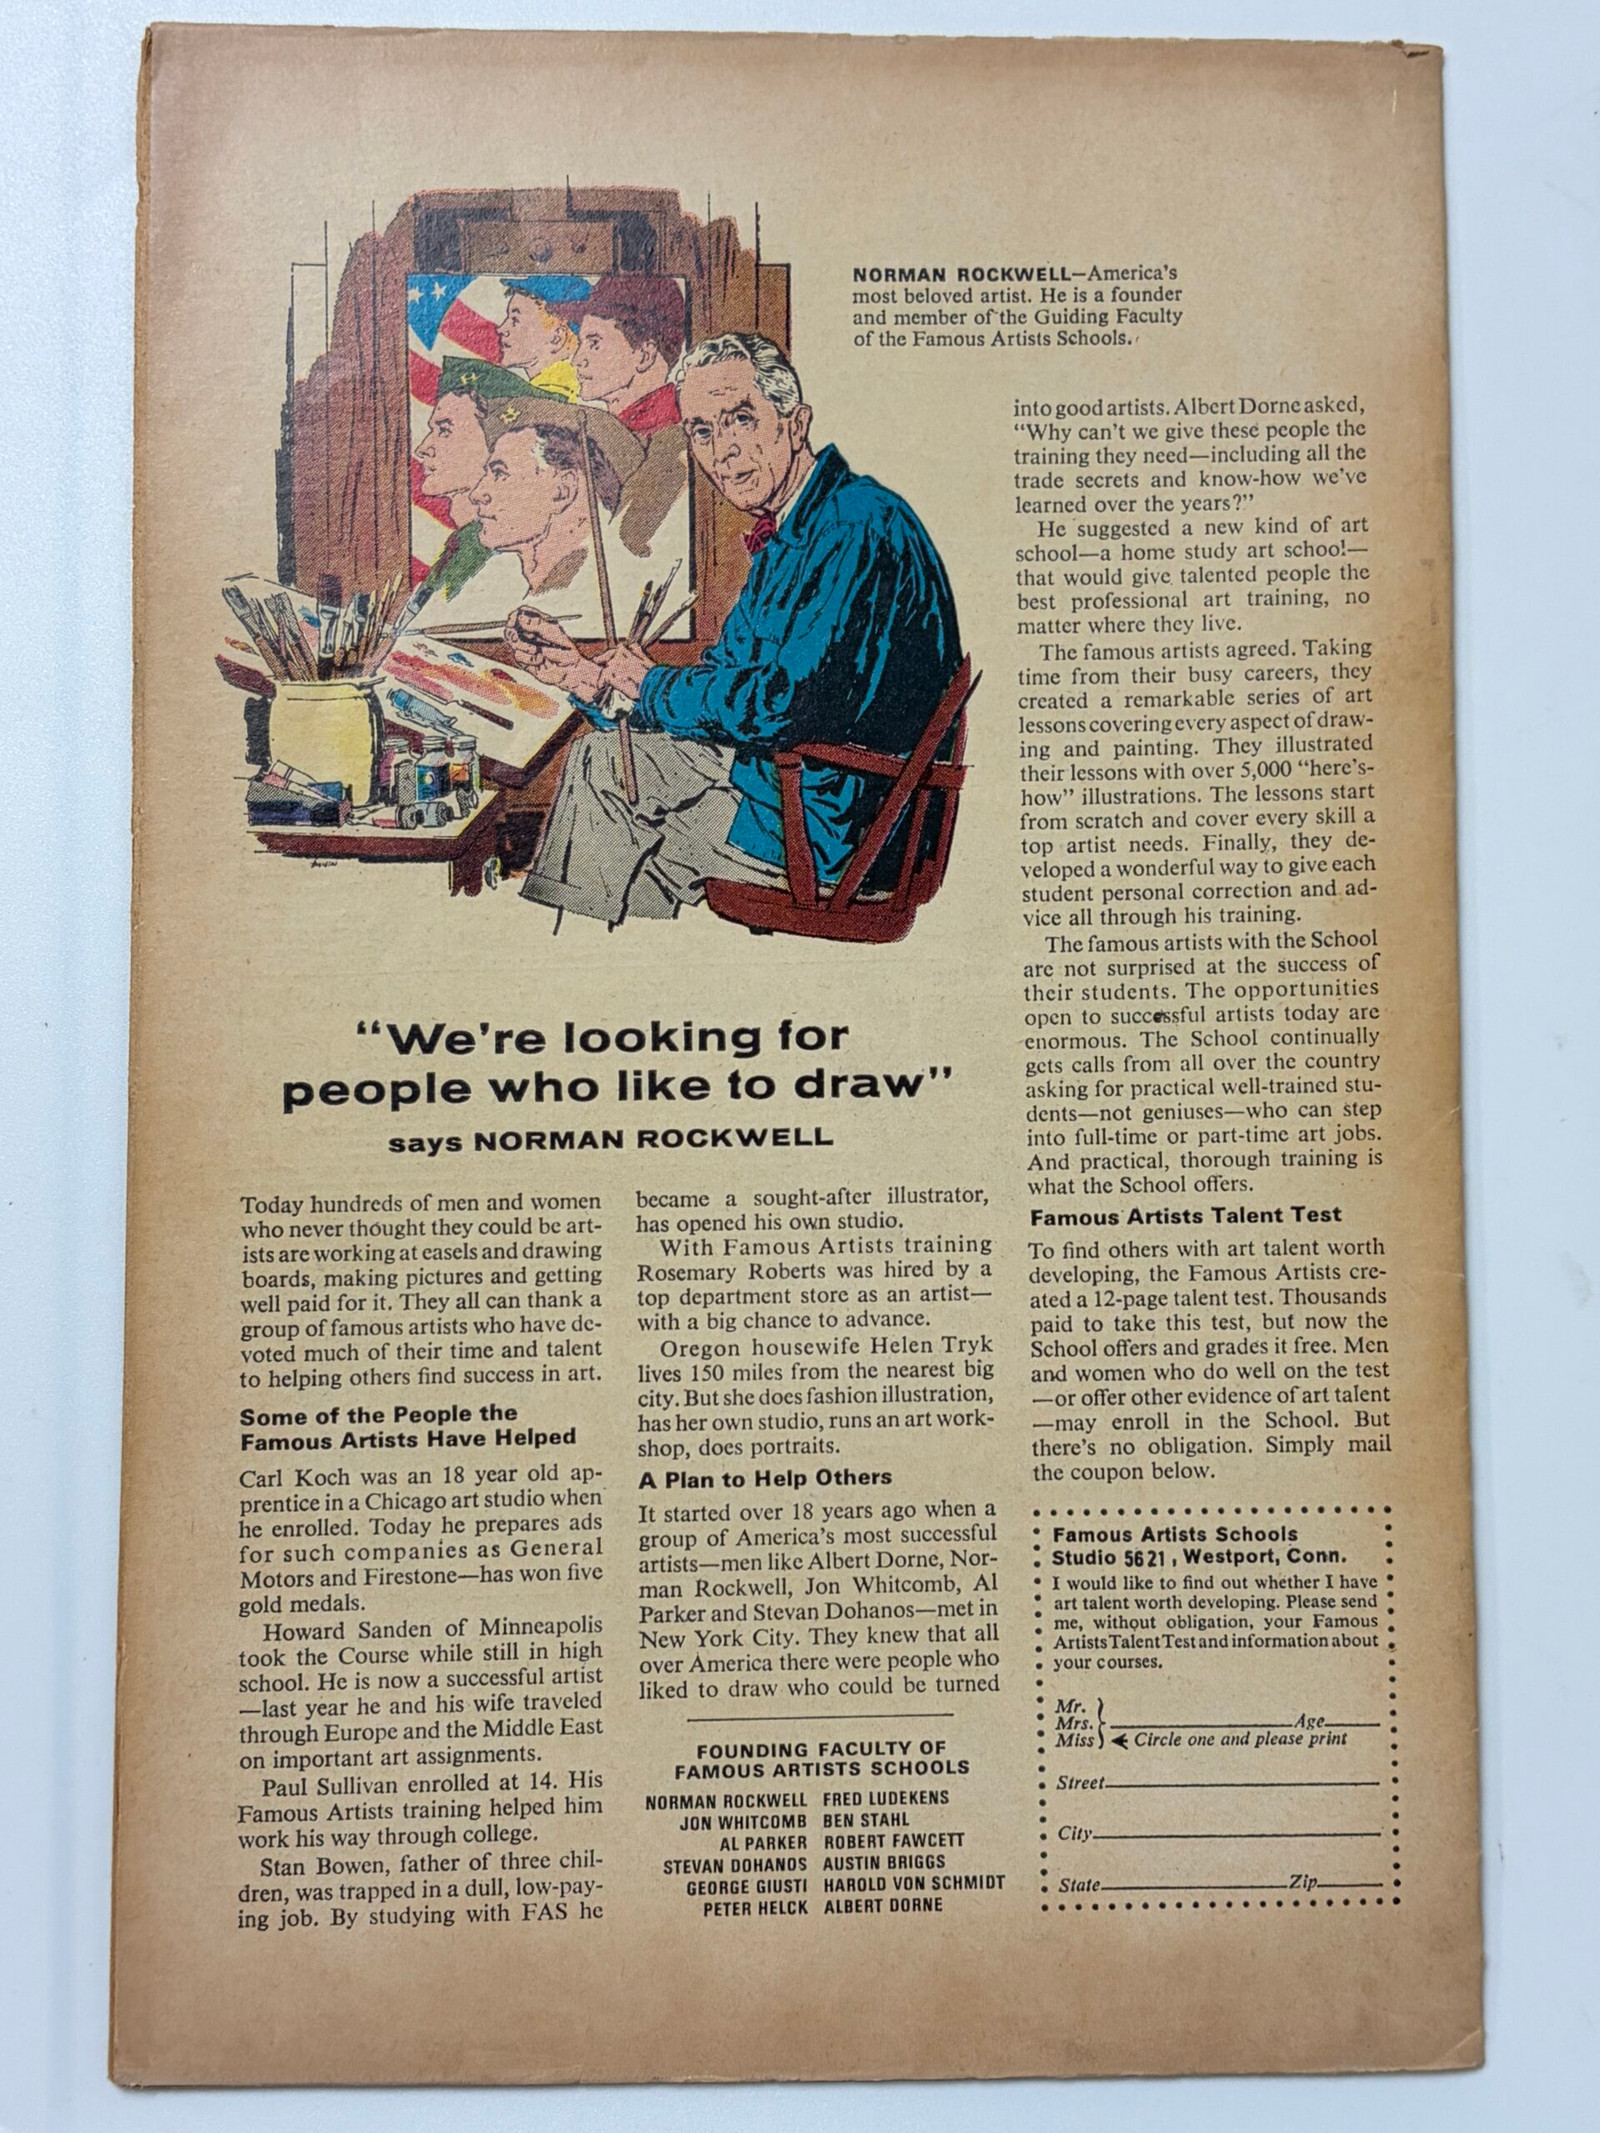 NORMAN ROCKWELL—America's
most beloved artist. He is a founder
and member of the Guiding Faculty
of the Famous Artists Schools.
"We're looking for
people who like to draw"
says NORMAN ROCKWELL
Today hundreds of men and women
who never thought they could be art-
ists are working at easels and drawing
boards, making pictures and getting
well paid for it. They all can thank a
group of famous artists who have de-
voted much of their time and talent
to helping others find success in art.
Some of the People the
Famous Artists Have Helped
Carl Koch was an 18 year old ap-
prentice in a Chicago art studio when
he enrolled. Today he prepares ads
for such companies as General
Motors and Firestone—has won five
gold medals.
Howard Sanden of Minneapolis
took the Course while still in high
school. He is now a successful artist
—last year he and his wife traveled
through Europe and the Middle East
on important art assignments.
Paul Sullivan enrolled at 14. His
Famous Artists training helped him
work his way through college.
Stan Bowen, father of three chil-
dren, was trapped in a dull, low-pay-
ing job. By studying with FAS he
became a sought-after illustrator,
has opened his own studio.
With Famous Artists training
Rosemary Roberts was hired by a
top department store as an artist—
with a big chance to advance.
Oregon housewife Helen Tryk
lives 150 miles from the nearest big
city. But she does fashion illustration,
has her own studio, runs an art work-
shop, does portraits.
A Plan to Help Others
It started over 18 years ago when a
group of America's most successful
artists—men like Albert Dorne, Nor-
man Rockwell, Jon Whitcomb, Al
Parker and Stevan Dohanos—met in
New York City. They knew that all
over America there were people who
liked to draw who could be turned
into good artists. Albert Dorne asked,
"Why can't we give these people the
training they need—including all the
trade secrets and know-how we've
learned over the years?"
He suggested a new kind of art
school—a home study art school—
that would give talented people the
best professional art training, no
matter where they live.
The famous artists agreed. Taking
time from their busy careers, they
created a remarkable series of art
lessons covering every aspect of draw-
ing and painting. They illustrated
their lessons with over 5,000 "here's-
how" illustrations. The lessons start
from scratch and cover every skill a
top artist needs. Finally, they de-
veloped a wonderful way to give each
student personal correction and ad-
vice all through his training.
The famous artists with the School
are not surprised at the success of
their students. The opportunities
open to successful artists today are
enormous. The School continually
gets calls from all over the country
asking for practical well-trained stu-
dents—not geniuses—who can step
into full-time or part-time art jobs.
And practical, thorough training is
what the School offers.
Famous Artists Talent Test
To find others with art talent worth
developing, the Famous Artists cre-
ated a 12-page talent test. Thousands
paid to take this test, but now the
School offers and grades it free. Men
and women who do well on the test
—or offer other evidence of art talent
—may enroll in the School. But
there's no obligation. Simply mail
the coupon below.
FOUNDING FACULTY OF
FAMOUS ARTISTS SCHOOLS
NORMAN ROCKWELL FRED LUDEKENS
JON WHITCOMB BEN STAHL
AL PARKER ROBERT FAWCETT
STEVAN DOHANOS AUSTIN BRIGGS
GEORGE GIUSTI HAROLD VON SCHMIDT
PETER HELCK ALBERT DORNE
Famous Artists Schools
Studio 5621, Westport, Conn.
I would like to find out whether I have
art talent worth developing. Please send
me, without obligation, your Famous
Artists Talent Test and information about
your courses.
Mr.
Mrs. Age
Miss Circle one and please print
Street
City
State Zip